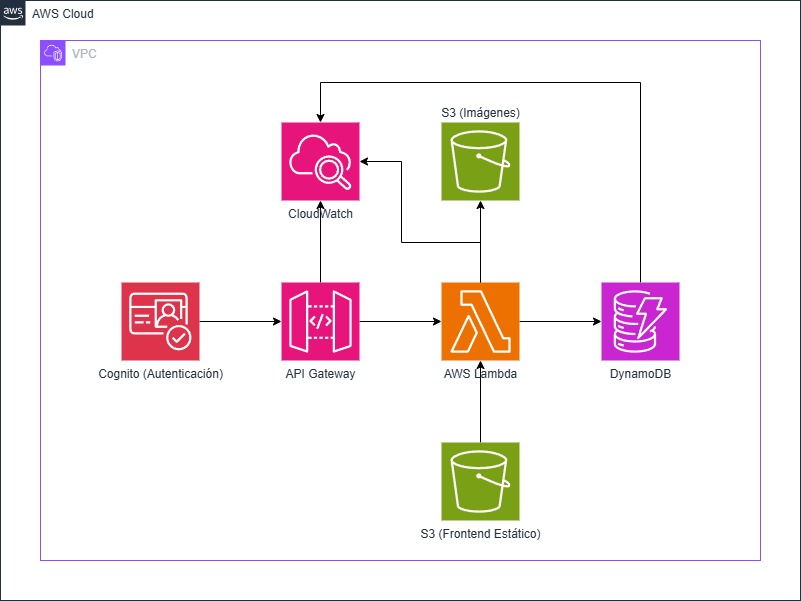 aws
AWS Cloud
VPC
S3 (Imágenes)
CloudWatch
</>
Cognito (Autenticación)
API Gateway
AWS Lambda
DynamoDB
S3 (Frontend Estático)